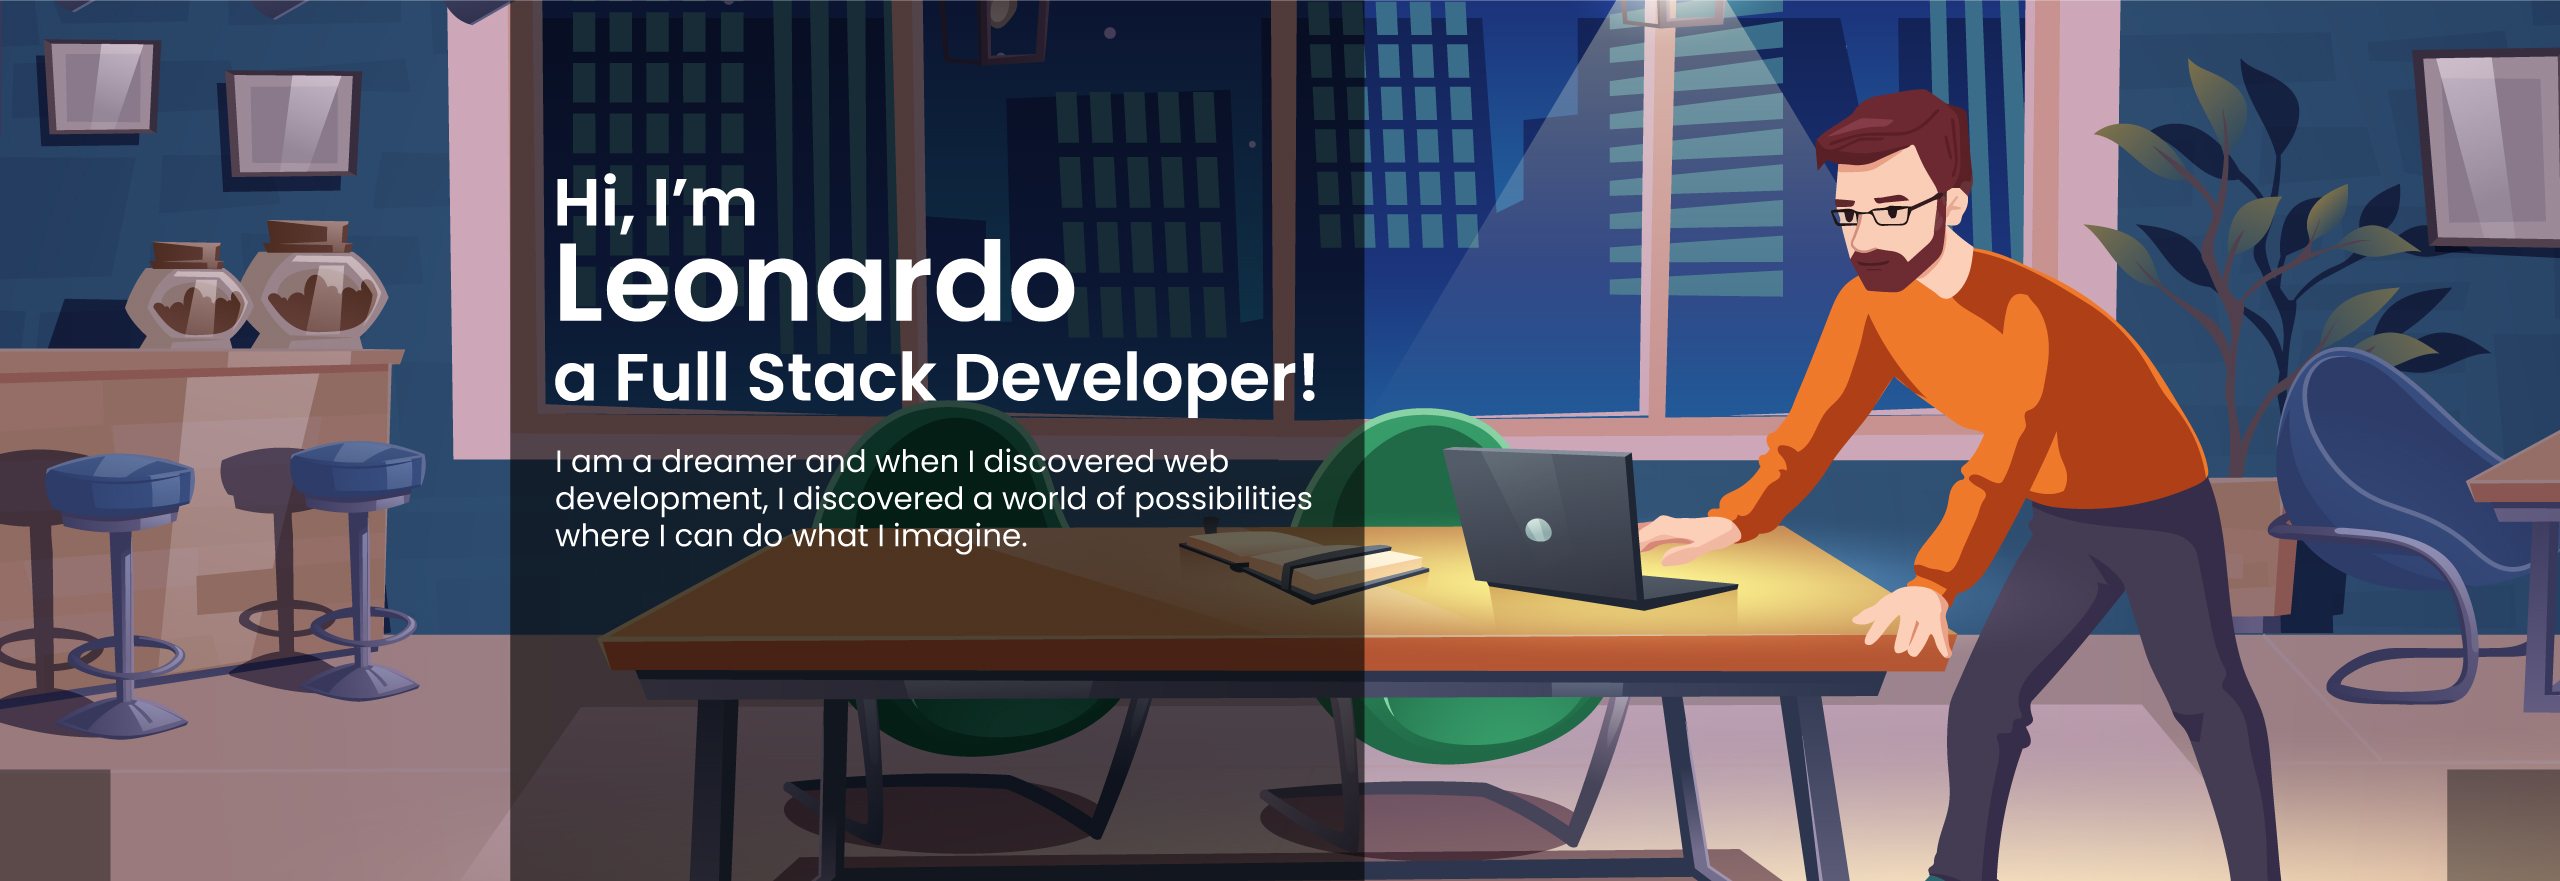 Hi, I’m
Leonardo
a Full Stack Developer!
I am a dreamer and when I discovered web
development, I discovered a world of possibilities
where I can do what I imagine.